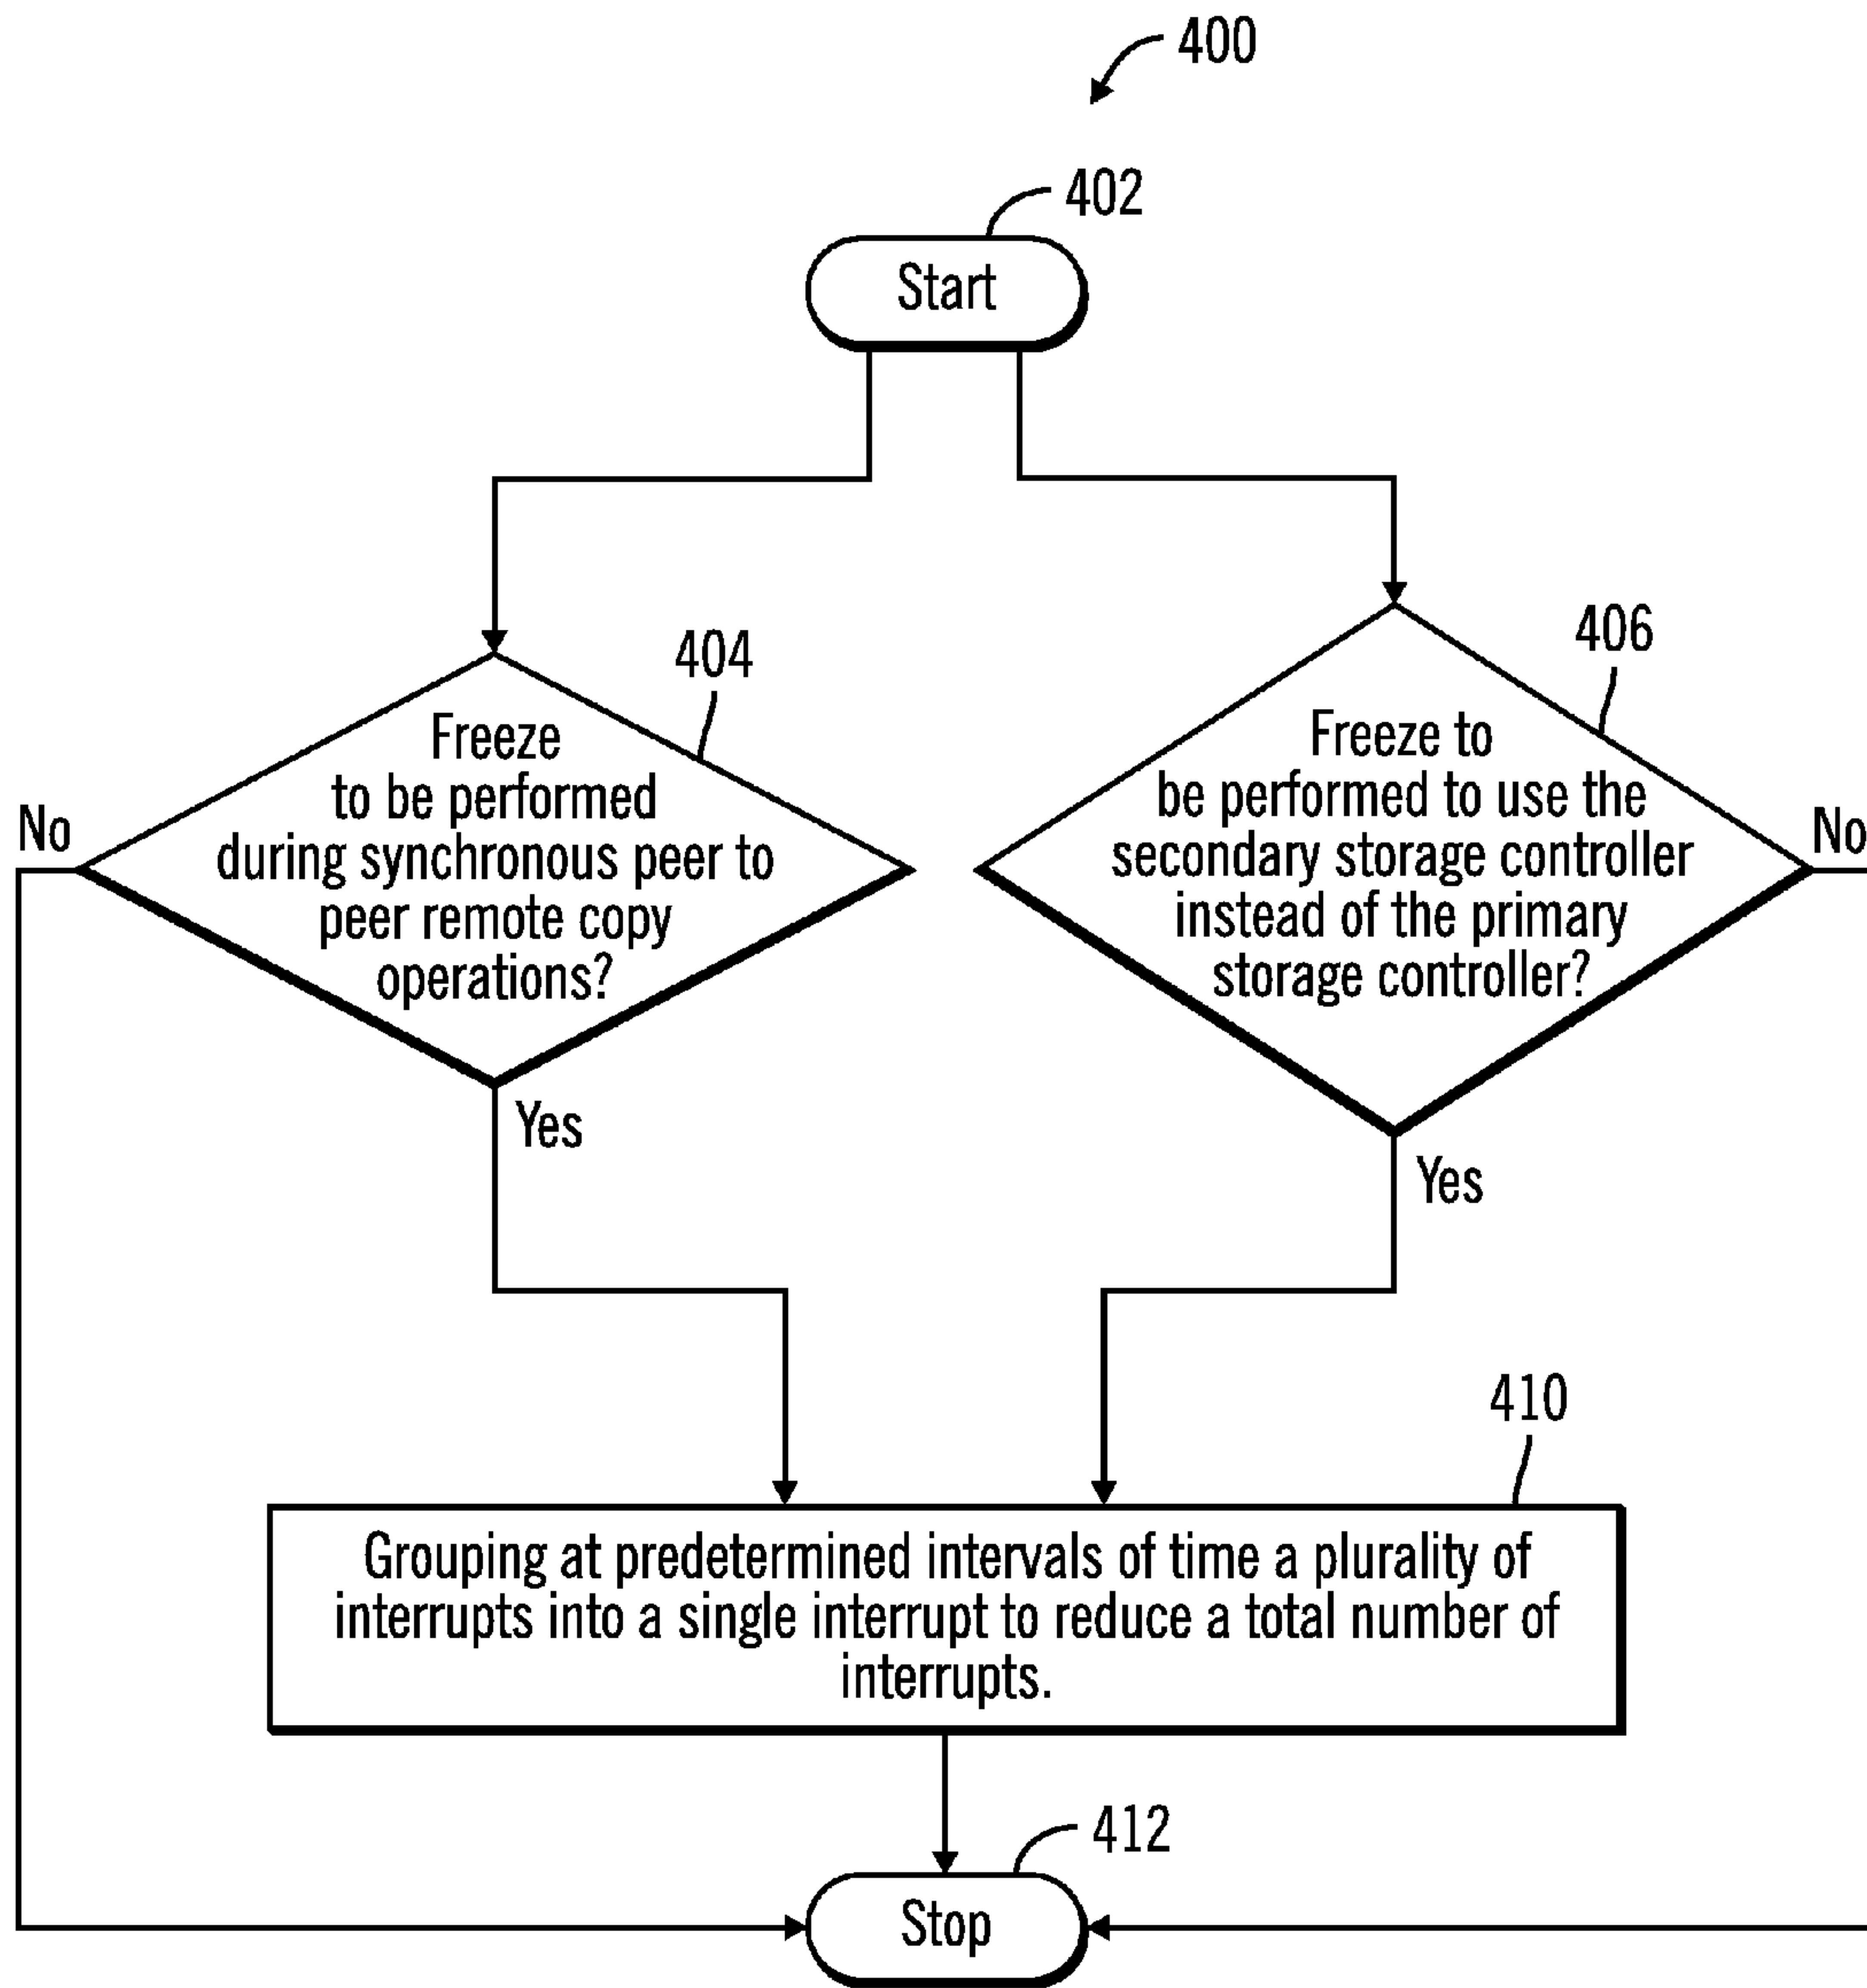 400
402
Start
404
Freeze
to be performed
during synchronous peer to
peer remote copy
operations?
No
Yes
406
Freeze to
be performed to use the
secondary storage controller
instead of the primary
storage controller?
No
Yes
410
Grouping at predetermined intervals of time a plurality of
interrupts into a single interrupt to reduce a total number of
interrupts.
412
Stop